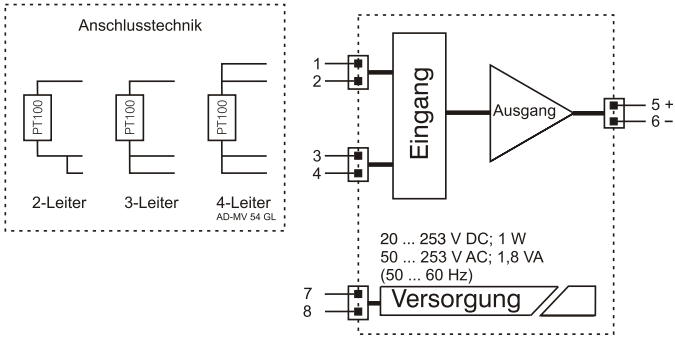 Anschlusstechnik
PT100
PT100
PT100
2-Leiter
3-Leiter
4-Leiter
AD-MV 54 GL
1
2
3
4
Eingang
Ausgang
5 +
6 –
20 ... 253 V DC; 1 W
50 ... 253 V AC; 1,8 VA
(50 ... 60 Hz)
7
8
Versorgung